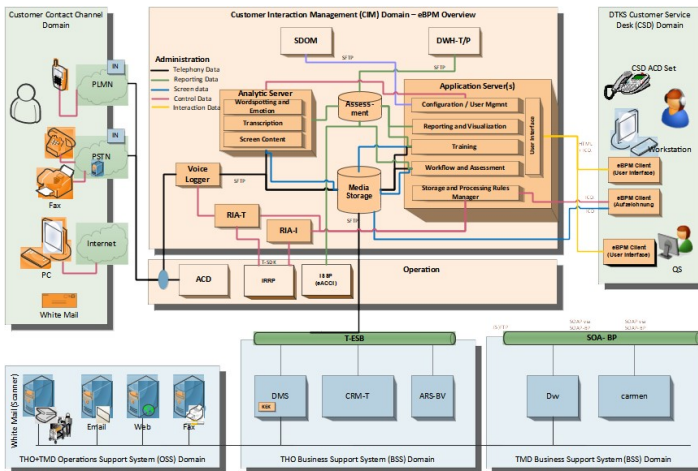 Customer Contact Channel
Domain
IN
PLMN
IN
PSTN
Fax
Internet
PC
White Mail
Customer Interaction Management (CIM) Domain – eBPM Overview
SDOM
DWH-T/P
SFTP
SFTP
Administration
Telephony Data
Reporting Data
Screen data
Control Data
Interaction Data
Analytic Server
Wordspotting and
Emotion
Transcription
Screen Content
Assess-
ment
Application Server(s)
Configuration / User Mgmnt
Reporting and Visualization
Training
Workflow and Assessment
Storage and Processing Rules
Manager
User Interface
Voice
Logger
SFTP
Media
Storage
SFTP
RIA-T
RIA-I
Operation
ACD
IRRP
ISBP
(eACCI)
DTKS Customer Service
Desk (CSD) Domain
CSD ACD Set
Workstation
eBPM Client
(User Interface)
eBPM Client
(Aufzeichnung)
eBPM Client
(User Interface)
QS
T-ESB
DMS
KEK
CRM-T
ARS-BV
THO Business Support System (BSS) Domain
SOA- BP
Dvv
carmen
TMD Business Support System (BSS) Domain
White Mail (Scanner)
Email
Web
Fax
THO+TMD Operations Support System (OSS) Domain